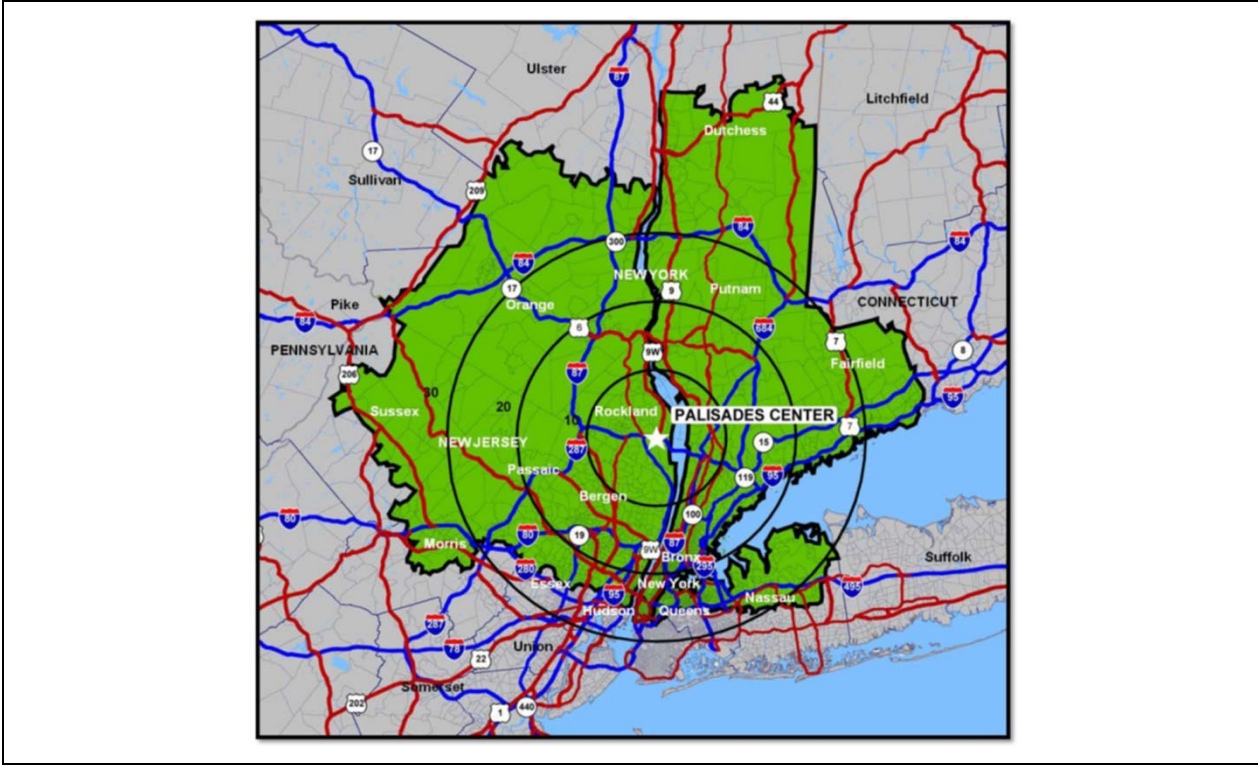 Ulster
87
Litchfield
44
Dutchess
17
Sullivan
209
84
300
84
84
NEW YORK
17
Orange
9
Putnam
CONNECTICUT
Pike
84
6
684
7
8
PENNSYLVANIA
9W
Fairfield
206
87
95
30
20
10
Sussex
Rockland
PALISADES CENTER
7
NEW JERSEY
15
287
Passaic
119
95
Bergen
100
80
80
19
87
Morris
9W
Bronx
Suffolk
280
295
Essex
New York
495
95
Nassau
Hudson
Queens
287
78
Union
22
Somerset
202
1
440